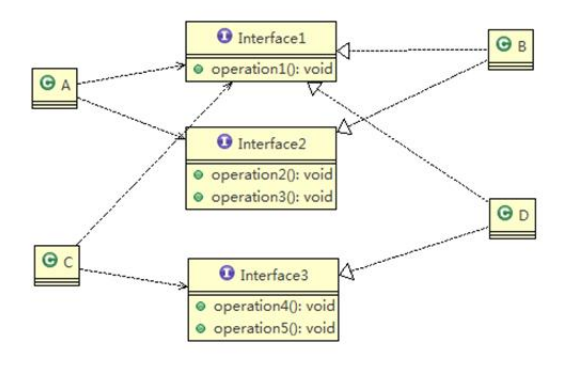 Interface1
operation1(): void
B
A
Interface2
operation2(): void
operation3(): void
D
C
Interface3
operation4(): void
operation5(): void